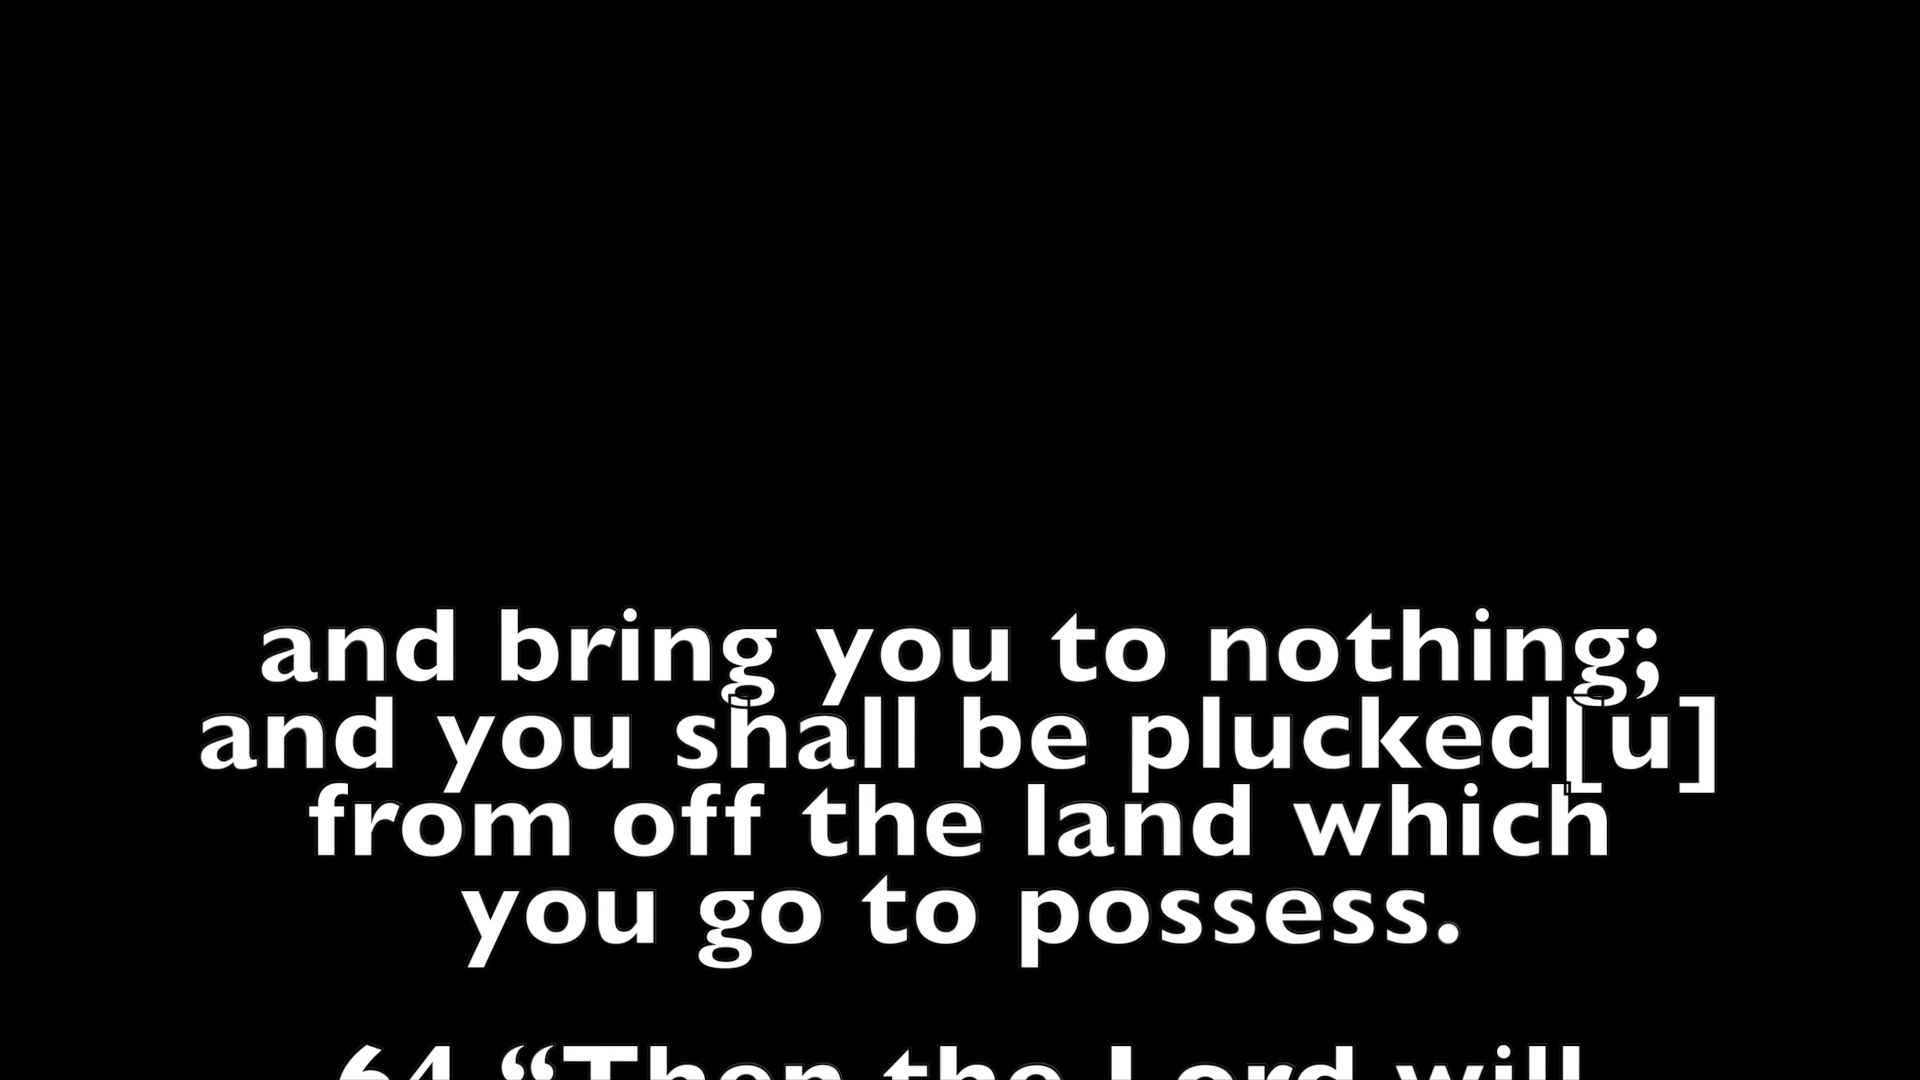 and bring you to nothing;
and you shall be plucked[u]
from off the land which
you go to possess.
64 “Then the Lord will